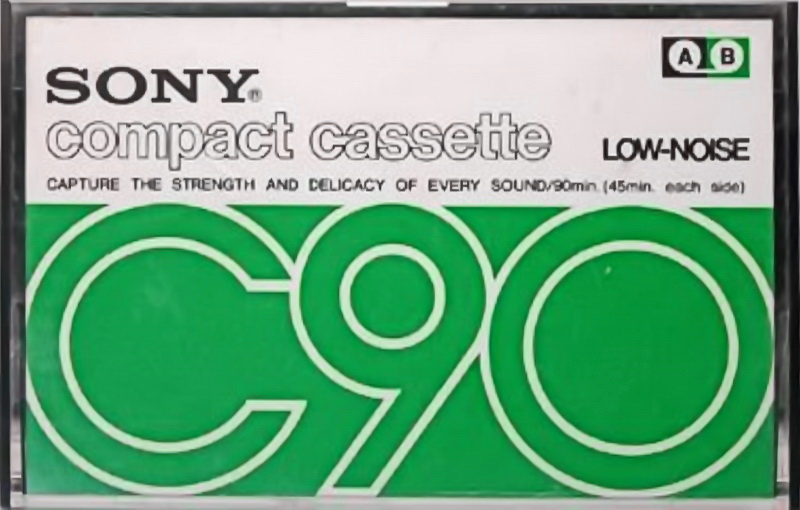 A B
SONY®
compact cassette
LOW-NOISE
CAPTURE THE STRENGTH AND DELICACY OF EVERY SOUND/90min. (45min. each side)
C90